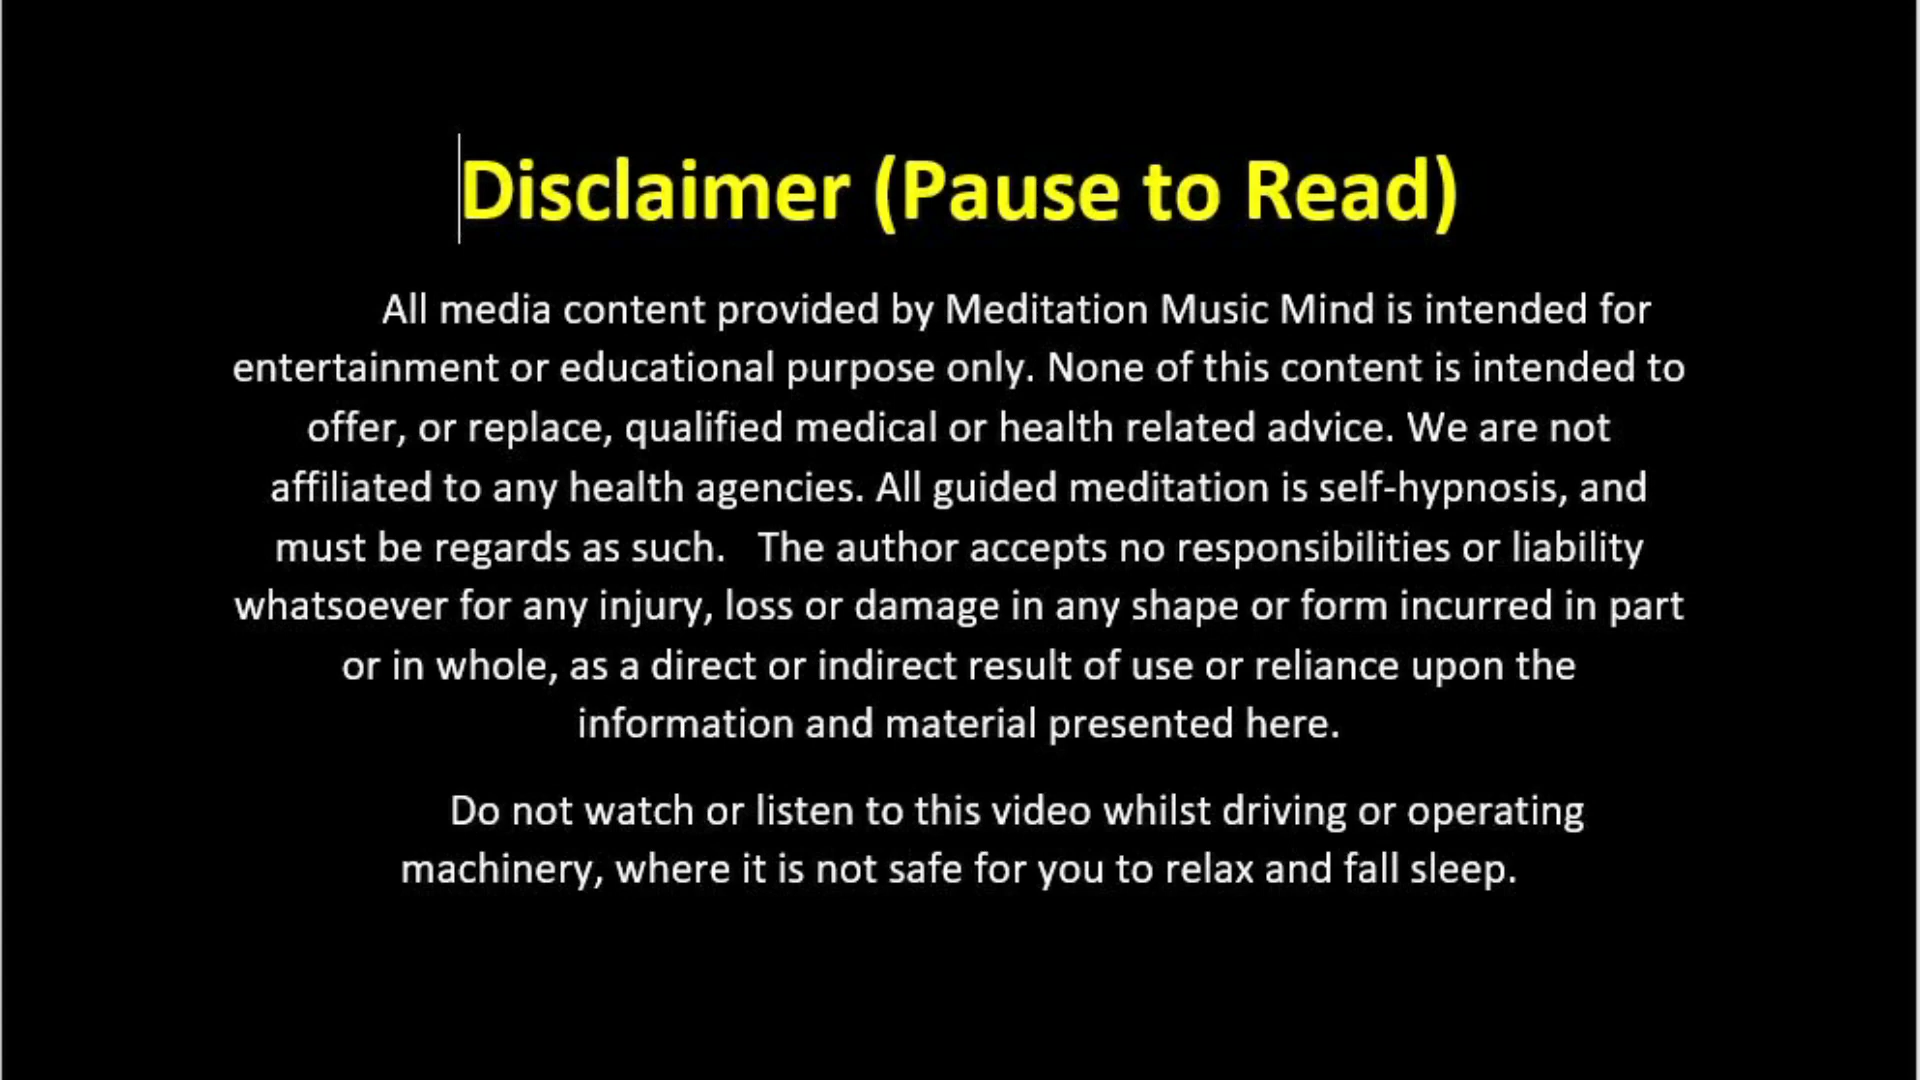 Disclaimer (Pause to Read)
All media content provided by Meditation Music Mind is intended for
entertainment or educational purpose only. None of this content is intended to
offer, or replace, qualified medical or health related advice. We are not
affiliated to any health agencies. All guided meditation is self-hypnosis, and
must be regards as such.   The author accepts no responsibilities or liability
whatsoever for any injury, loss or damage in any shape or form incurred in part
or in whole, as a direct or indirect result of use or reliance upon the
information and material presented here.
Do not watch or listen to this video whilst driving or operating
machinery, where it is not safe for you to relax and fall sleep.